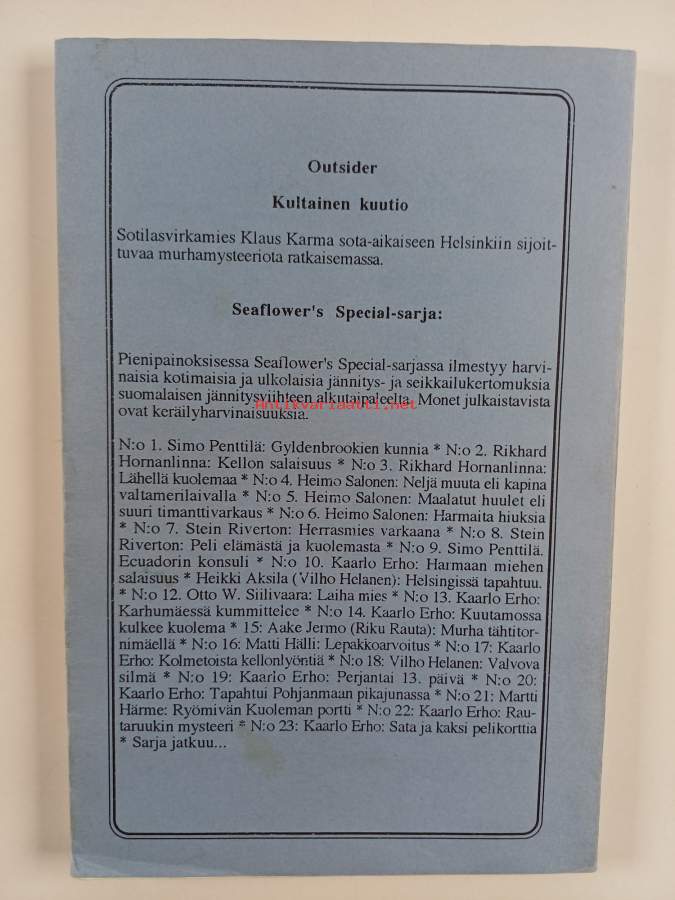 Outsider
Kultainen kuutio
Sotilasvirkamies Klaus Karma sota-aikaiseen Helsinkiin sijoit-
tuvaa murhamysteeriota ratkaisemassa.
Seaflower's Special-sarja:
Pienipainoksisessa Seaflower's Special-sarjassa ilmestyy harvi-
naisia kotimaisia ja ulkolaisia jännitys- ja seikkailukertomuksia
suomalaisen jännitysviihteen alkutaipaleelta. Monet julkaistavista
antikvariaatti.net
ovat keräilyharvinaisuuksia.
N:o 1. Simo Penttilä: Gyldenbrookien kunnia * N:o 2. Rikhard
Hornanlinna: Kellon salaisuus * N:o 3. Rikhard Hornanlinna:
Lähellä kuolemaa * N:o 4. Heimo Salonen: Neljä muuta eli kapina
valtamerilaivalla * N:o 5. Heimo Salonen: Maalatut huulet eli
suuri timanttivarkaus * N:o 6. Heimo Salonen: Harmaita hiuksia
* N:o 7. Stein Riverton: Herrasmies varkaana * N:o 8. Stein
Riverton: Peli elämästä ja kuolemasta * N:o 9. Simo Penttilä.
Ecuadorin konsuli * N:o 10. Kaarlo Erho: Harmaan miehen
salaisuus * Heikki Aksila (Vilho Helanen): Helsingissä tapahtuu.
* N:o 12. Otto W. Siilivaara: Laiha mies * N:o 13. Kaarlo Erho:
Karhumäessä kummittelee * N:o 14. Kaarlo Erho: Kuutamossa
kulkee kuolema * 15: Aake Jermo (Riku Rauta): Murha tähtitor-
nimäellä * N:o 16: Matti Hälli: Lepakkoarvoitus * N:o 17: Kaarlo
Erho: Kolmetoista kellonlyöntiä * N:o 18: Vilho Helanen: Valvova
silmä * N:o 19: Kaarlo Erho: Perjantai 13. päivä * N:o 20:
Kaarlo Erho: Tapahtui Pohjanmaan pikajunassa * N:o 21: Martti
Härme: Ryömivän Kuoleman portti * N:o 22: Kaarlo Erho: Rau-
taruukin mysteeri * N:o 23: Kaarlo Erho: Sata ja kaksi pelikorttia
* Sarja jatkuu...